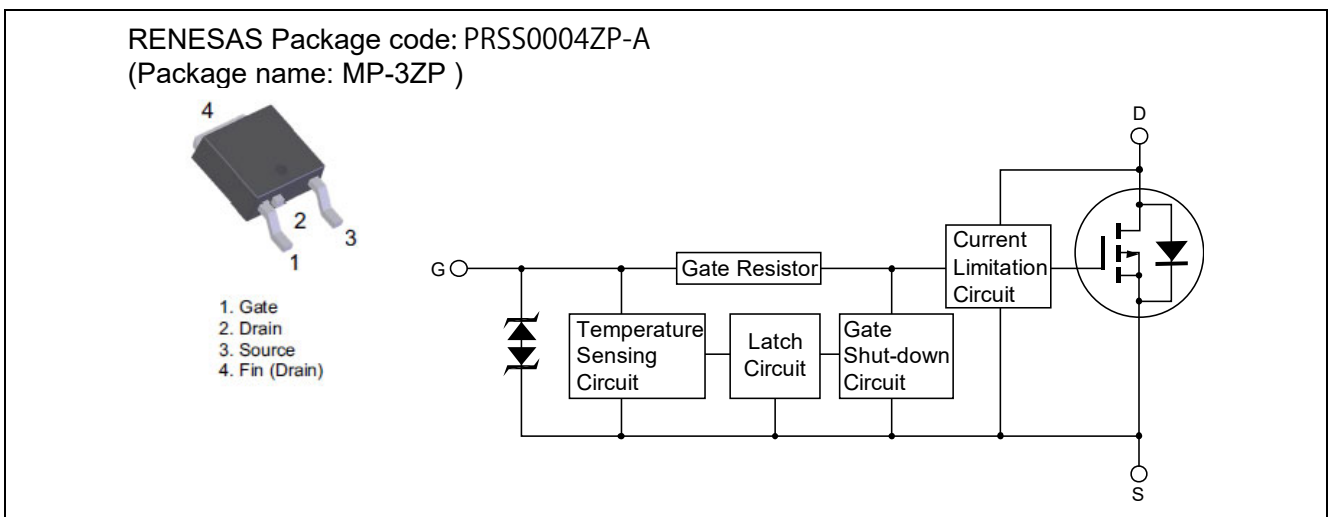 RENESAS Package code: PRSS0004ZP-A
(Package name: MP-3ZP )
4
2
3
1
1. Gate
2. Drain
3. Source
4. Fin (Drain)
D
G
Gate Resistor
Current
Limitation
Circuit
Temperature
Sensing
Circuit
Latch
Circuit
Gate
Shut-down
Circuit
S